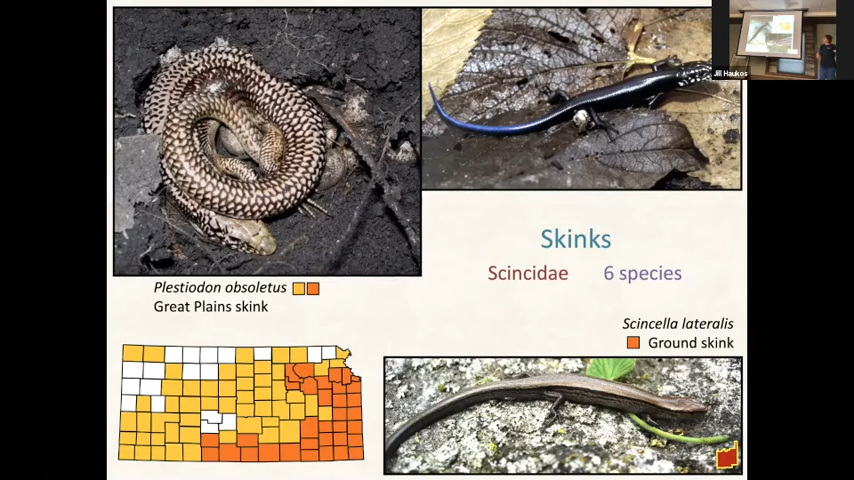 Jill Haukos
Skinks
Scincidae 6 species
Plestiodon obsoletus
Great Plains skink
Scincella lateralis
Ground skink